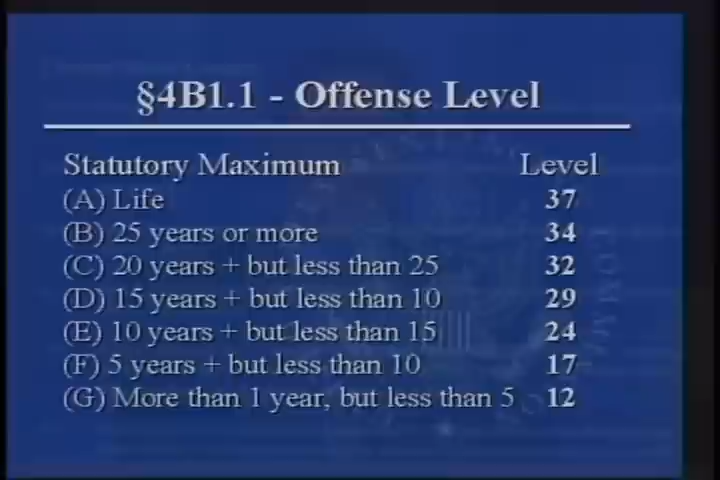 §4B1.1 - Offense Level
Statutory Maximum Level
(A) Life 37
(B) 25 years or more 34
(C) 20 years + but less than 25 32
(D) 15 years + but less than 10 29
(E) 10 years + but less than 15 24
(F) 5 years + but less than 10 17
(G) More than 1 year, but less than 5 12